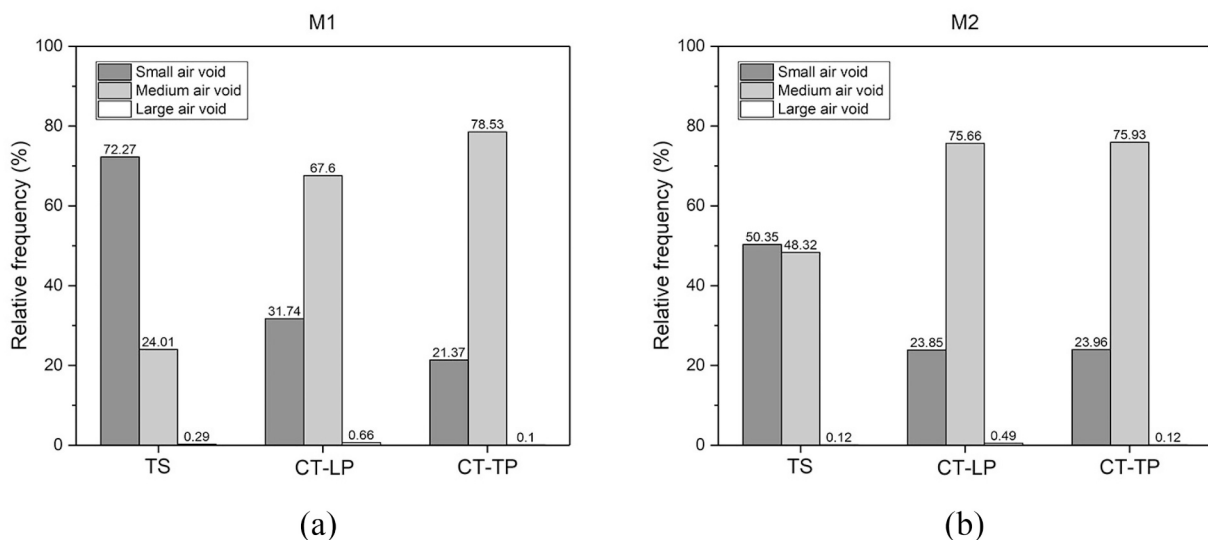 M1
100
80
60
40
20
0
Relative frequency (%)
Small air void
Medium air void
Large air void
72.27
24.01
0.29
31.74
67.6
0.66
21.37
78.53
0.1
TS
CT-LP
CT-TP
(a)
M2
100
80
60
40
20
0
Relative frequency (%)
Small air void
Medium air void
Large air void
50.35
48.32
0.12
23.85
75.66
0.49
23.96
75.93
0.12
TS
CT-LP
CT-TP
(b)